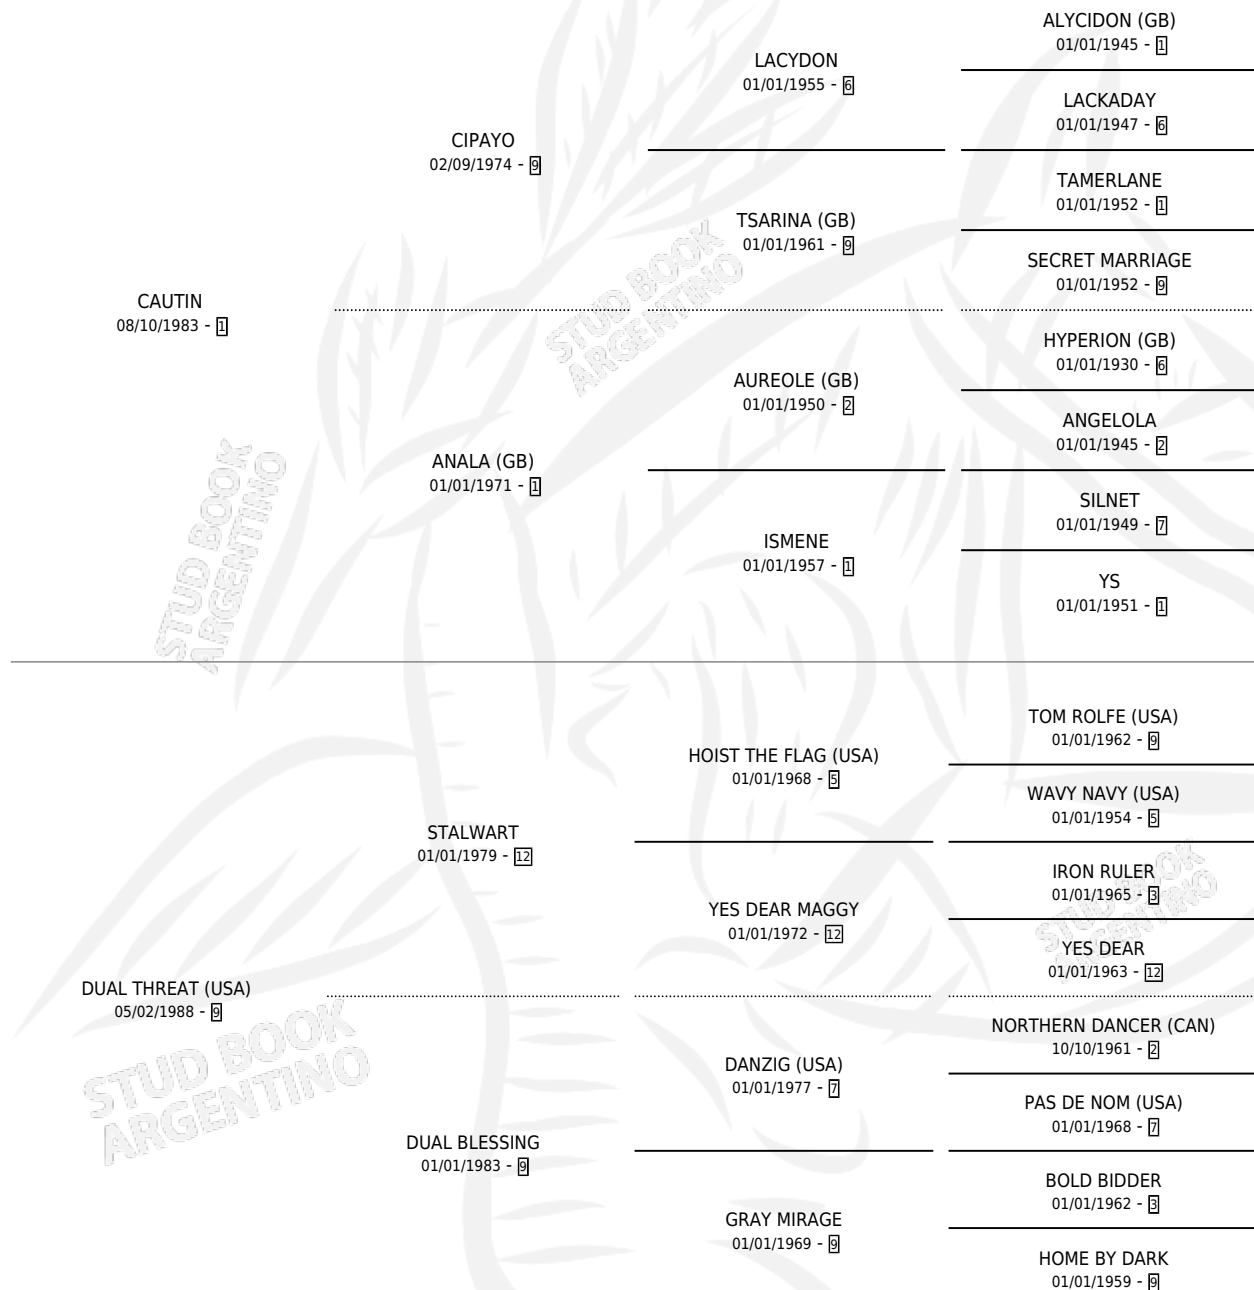 ALYCIDON (GB)
01/01/1945 - 1
LACYDON
01/01/1955 - 6
LACKADAY
01/01/1947 - 6
CIPAYO
02/09/1974 - 9
TAMERLANE
01/01/1952 - 1
TSARINA (GB)
01/01/1961 - 9
SECRET MARRIAGE
01/01/1952 - 9
CAUTIN
08/10/1983 - 1
HYPERION (GB)
01/01/1930 - 6
AUREOLE (GB)
01/01/1950 - 2
ANGELOLA
01/01/1945 - 2
ANALA (GB)
01/01/1971 - 1
SILNET
01/01/1949 - 7
ISMENE
01/01/1957 - 1
YS
01/01/1951 - 1
TOM ROLFE (USA)
01/01/1962 - 9
HOIST THE FLAG (USA)
01/01/1968 - 5
WAVY NAVY (USA)
01/01/1954 - 5
STALWART
01/01/1979 - 12
IRON RULER
01/01/1965 - 3
YES DEAR MAGGY
01/01/1972 - 12
YES DEAR
01/01/1963 - 12
DUAL THREAT (USA)
05/02/1988 - 9
NORTHERN DANCER (CAN)
10/10/1961 - 2
DANZIG (USA)
01/01/1977 - 7
PAS DE NOM (USA)
01/01/1968 - 7
DUAL BLESSING
01/01/1983 - 9
BOLD BIDDER
01/01/1962 - 3
GRAY MIRAGE
01/01/1969 - 9
HOME BY DARK
01/01/1959 - 9
STUD BOOK
ARGENTINO
STUD BOOK
ARGENTINO
STUD BOOK
ARGENTINO
STUD BOOK
ARGENTINO